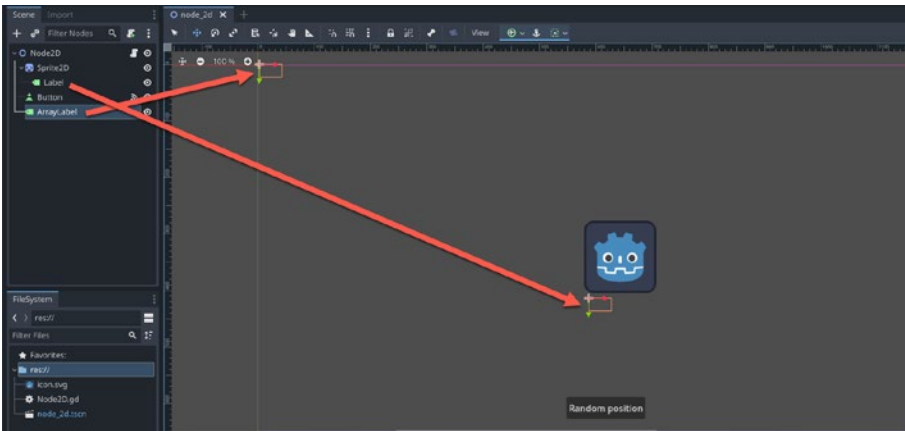 Scene Import
node_2d
Filter Nodes
View
Node2D
100 %
Sprite2D
Label
Button
ArrayLabel
FileSystem
res://
Filter Files
Favorites:
res://
icon.svg
Node2D.gd
node_2d.tscn
Random position